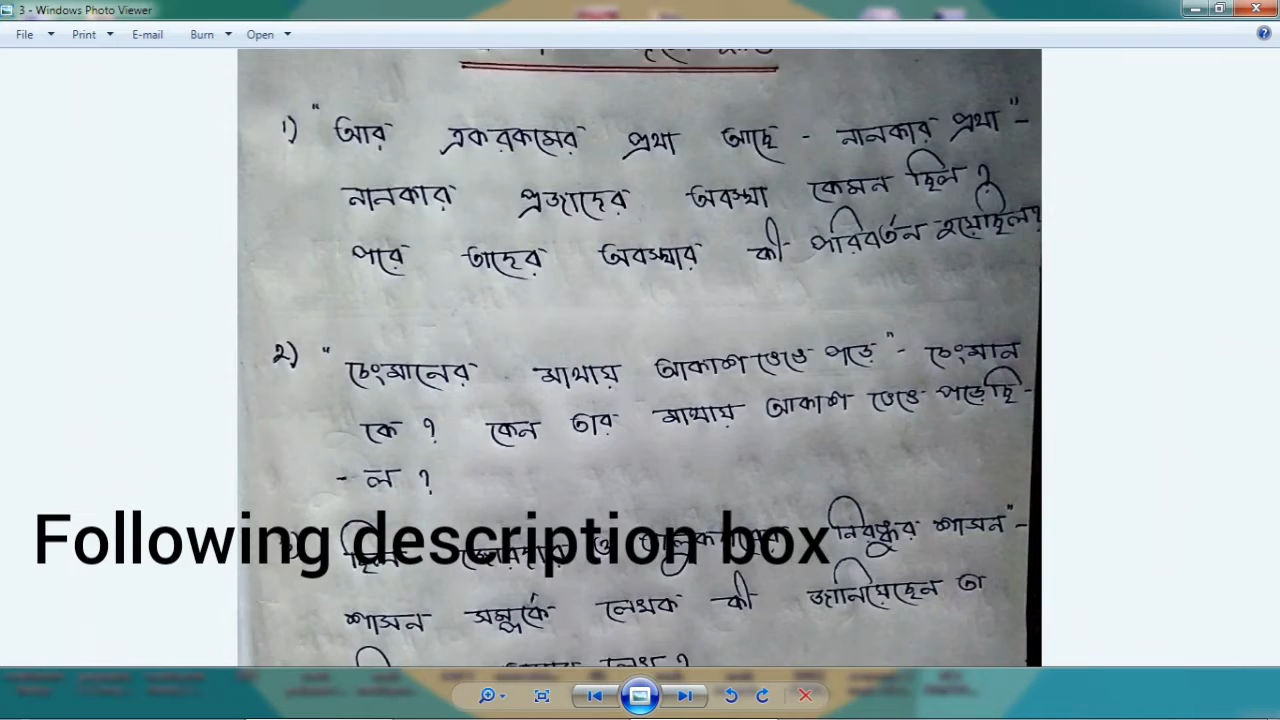 3 - Windows Photo Viewer
File Print E-mail Burn Open
১) "আর একরকমের প্রথা আছে - নানকার প্রথা" -
নানকার প্রজাদের অবস্থা কেমন ছিল ?
পরে তাদের অবস্থার কী পরিবর্তন হয়েছিল?
২) "চেংমানের মাথায় আকাশ ভেঙে পড়ে" - চেংমান
কে ? কেন তার মাথায় আকাশ ভেঙে পড়েছি -
- ল ?
Following description box
ছিল শাসন" -
শাসন সম্পর্কে লেখক কী জানিয়েছেন তা
লেখ ?